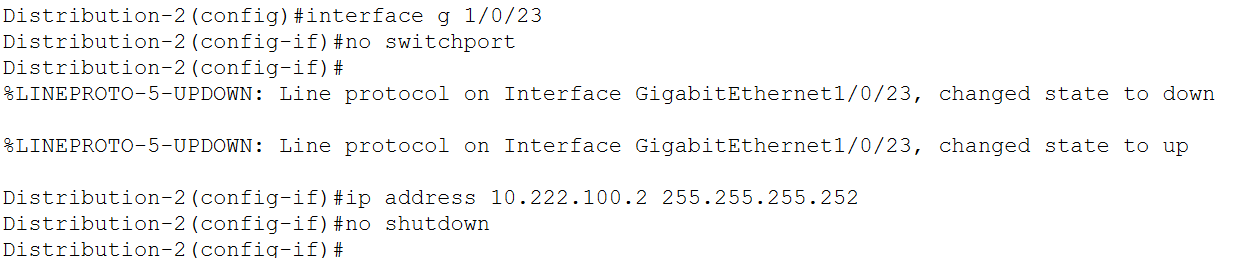 Distribution-2(config)#interface g 1/0/23
Distribution-2(config-if)#no switchport
Distribution-2(config-if)#
%LINEPROTO-5-UPDOWN: Line protocol on Interface GigabitEthernet1/0/23, changed state to down
%LINEPROTO-5-UPDOWN: Line protocol on Interface GigabitEthernet1/0/23, changed state to up
Distribution-2(config-if)#ip address 10.222.100.2 255.255.255.252
Distribution-2(config-if)#no shutdown
Distribution-2(config-if)#